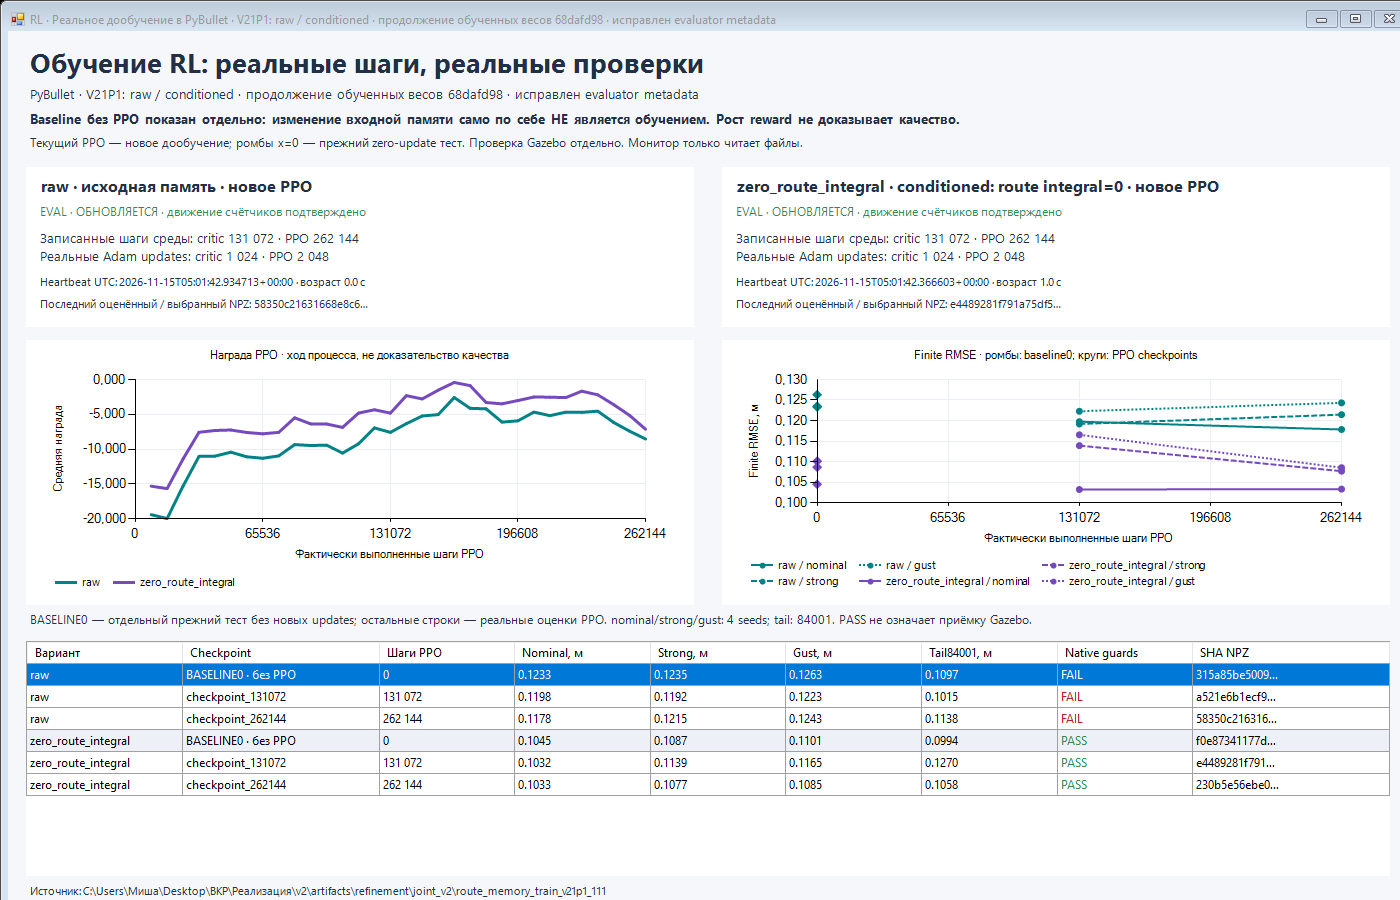 RL · Реальное дообучение в PyBullet · V21P1: raw / conditioned · продолжение обученных весов 68dafd98 · исправлен evaluator metadata
Обучение RL: реальные шаги, реальные проверки
PyBullet · V21P1: raw / conditioned · продолжение обученных весов 68dafd98 · исправлен evaluator metadata
Baseline без PPO показан отдельно: изменение входной памяти само по себе НЕ является обучением. Рост reward не доказывает качество.
Текущий PPO — новое дообучение; ромбы x=0 — прежний zero-update тест. Проверка Gazebo отдельно. Монитор только читает файлы.
raw · исходная память · новое PPO
EVAL · ОБНОВЛЯЕТСЯ · движение счётчиков подтверждено
Записанные шаги среды: critic 131 072 · PPO 262 144
Реальные Adam updates: critic 1 024 · PPO 2 048
Heartbeat UTC: 2026-11-15T05:01:42.934713+00:00 · возраст 0.0 с
Последний оценённый / выбранный NPZ: 58350c21631668e8c6...
zero_route_integral · conditioned: route integral=0 · новое PPO
EVAL · ОБНОВЛЯЕТСЯ · движение счётчиков подтверждено
Записанные шаги среды: critic 131 072 · PPO 262 144
Реальные Adam updates: critic 1 024 · PPO 2 048
Heartbeat UTC: 2026-11-15T05:01:42.366603+00:00 · возраст 1.0 с
Последний оценённый / выбранный NPZ: e4489281f791a75df5...
Награда PPO · ход процесса, не доказательство качества
Средняя награда
0,000
-5,000
-10,000
-15,000
-20,000
0 65536 131072 196608 262144
Фактически выполненные шаги PPO
raw zero_route_integral
Finite RMSE · ромбы: baseline0; круги: PPO checkpoints
Finite RMSE, м
0,130
0,125
0,120
0,115
0,110
0,105
0,100
0 65536 131072 196608 262144
Фактически выполненные шаги PPO
raw / nominal raw / gust zero_route_integral / strong
raw / strong zero_route_integral / nominal zero_route_integral / gust
BASELINE0 — отдельный прежний тест без новых updates; остальные строки — реальные оценки PPO. nominal/strong/gust: 4 seeds; tail: 84001. PASS не означает приёмку Gazebo.
Вариант Checkpoint Шаги PPO Nominal, м Strong, м Gust, м Tail84001, м Native guards SHA NPZ
raw BASELINE0 · без PPO 0 0.1233 0.1235 0.1263 0.1097 FAIL 315a85be5009...
raw checkpoint_131072 131 072 0.1198 0.1192 0.1223 0.1015 FAIL a521e6b1ecf9...
raw checkpoint_262144 262 144 0.1178 0.1215 0.1243 0.1138 FAIL 58350c216316...
zero_route_integral BASELINE0 · без PPO 0 0.1045 0.1087 0.1101 0.0994 PASS f0e87341177d...
zero_route_integral checkpoint_131072 131 072 0.1032 0.1139 0.1165 0.1270 PASS e4489281f791...
zero_route_integral checkpoint_262144 262 144 0.1033 0.1077 0.1085 0.1058 PASS 230b5e56ebe0...
Источник: C:\Users\Миша\Desktop\ВКР\Реализация\v2\artifacts\refinement\joint_v2\route_memory_train_v21p1_111